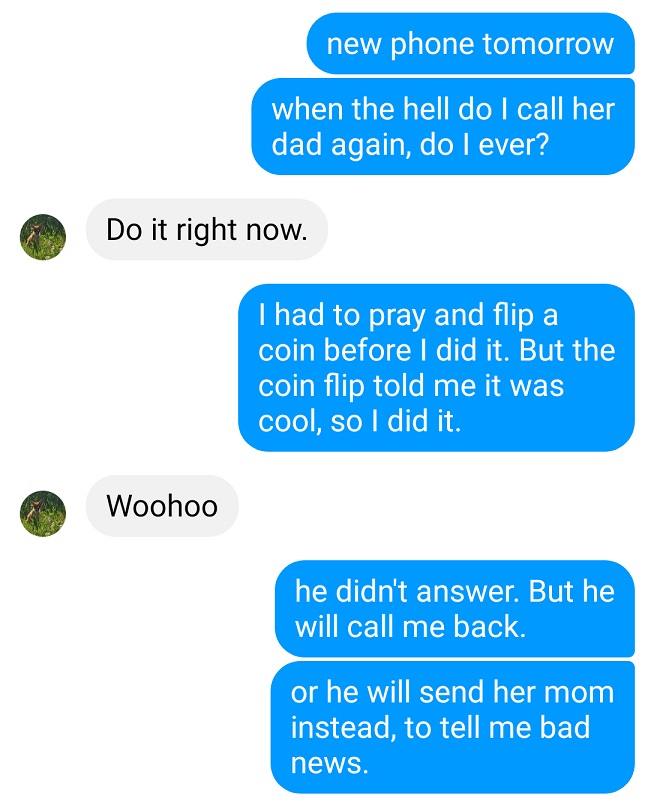 new phone tomorrow
when the hell do I call her
dad again, do I ever?
Do it right now.
I had to pray and flip a
coin before I did it. But the
coin flip told me it was
cool, so I did it.
Woohoo
he didn't answer. But he
will call me back.
or he will send her mom
instead, to tell me bad
news.